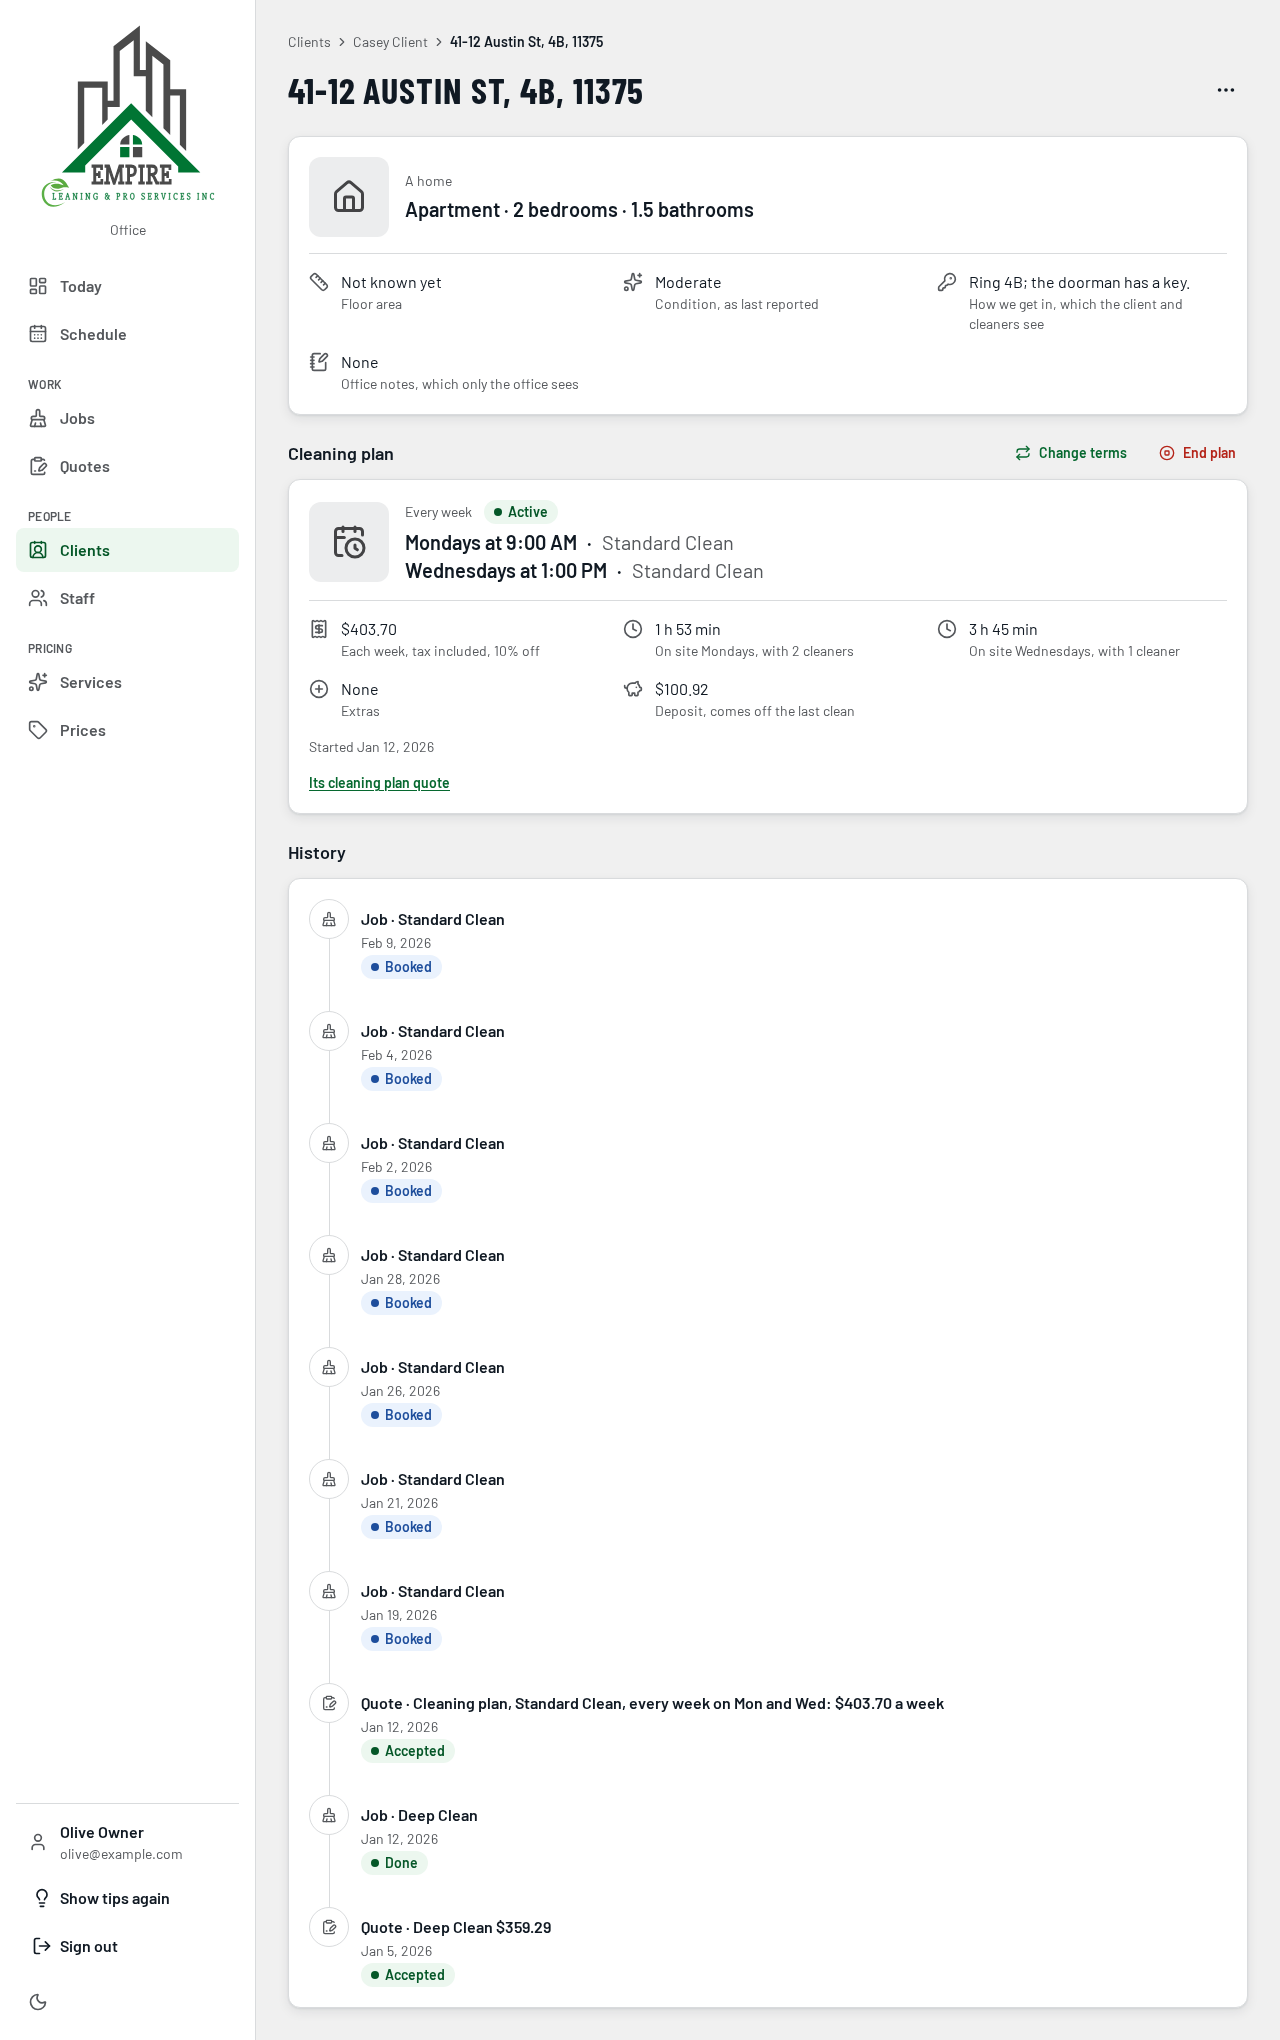 EMPIRE
CLEANING & PRO SERVICES INC
Office
Today
Schedule
WORK
Jobs
Quotes
PEOPLE
Clients
Staff
PRICING
Services
Prices
Olive Owner
olive@example.com
Show tips again
Sign out
Clients > Casey Client > 41-12 Austin St, 4B, 11375
41-12 AUSTIN ST, 4B, 11375
A home
Apartment · 2 bedrooms · 1.5 bathrooms
Not known yet
Floor area
Moderate
Condition, as last reported
Ring 4B; the doorman has a key.
How we get in, which the client and
cleaners see
None
Office notes, which only the office sees
Cleaning plan
Change terms
End plan
Every week
Active
Mondays at 9:00 AM · Standard Clean
Wednesdays at 1:00 PM · Standard Clean
$403.70
Each week, tax included, 10% off
1 h 53 min
On site Mondays, with 2 cleaners
3 h 45 min
On site Wednesdays, with 1 cleaner
None
Extras
$100.92
Deposit, comes off the last clean
Started Jan 12, 2026
Its cleaning plan quote
History
Job · Standard Clean
Feb 9, 2026
Booked
Job · Standard Clean
Feb 4, 2026
Booked
Job · Standard Clean
Feb 2, 2026
Booked
Job · Standard Clean
Jan 28, 2026
Booked
Job · Standard Clean
Jan 26, 2026
Booked
Job · Standard Clean
Jan 21, 2026
Booked
Job · Standard Clean
Jan 19, 2026
Booked
Quote · Cleaning plan, Standard Clean, every week on Mon and Wed: $403.70 a week
Jan 12, 2026
Accepted
Job · Deep Clean
Jan 12, 2026
Done
Quote · Deep Clean $359.29
Jan 5, 2026
Accepted